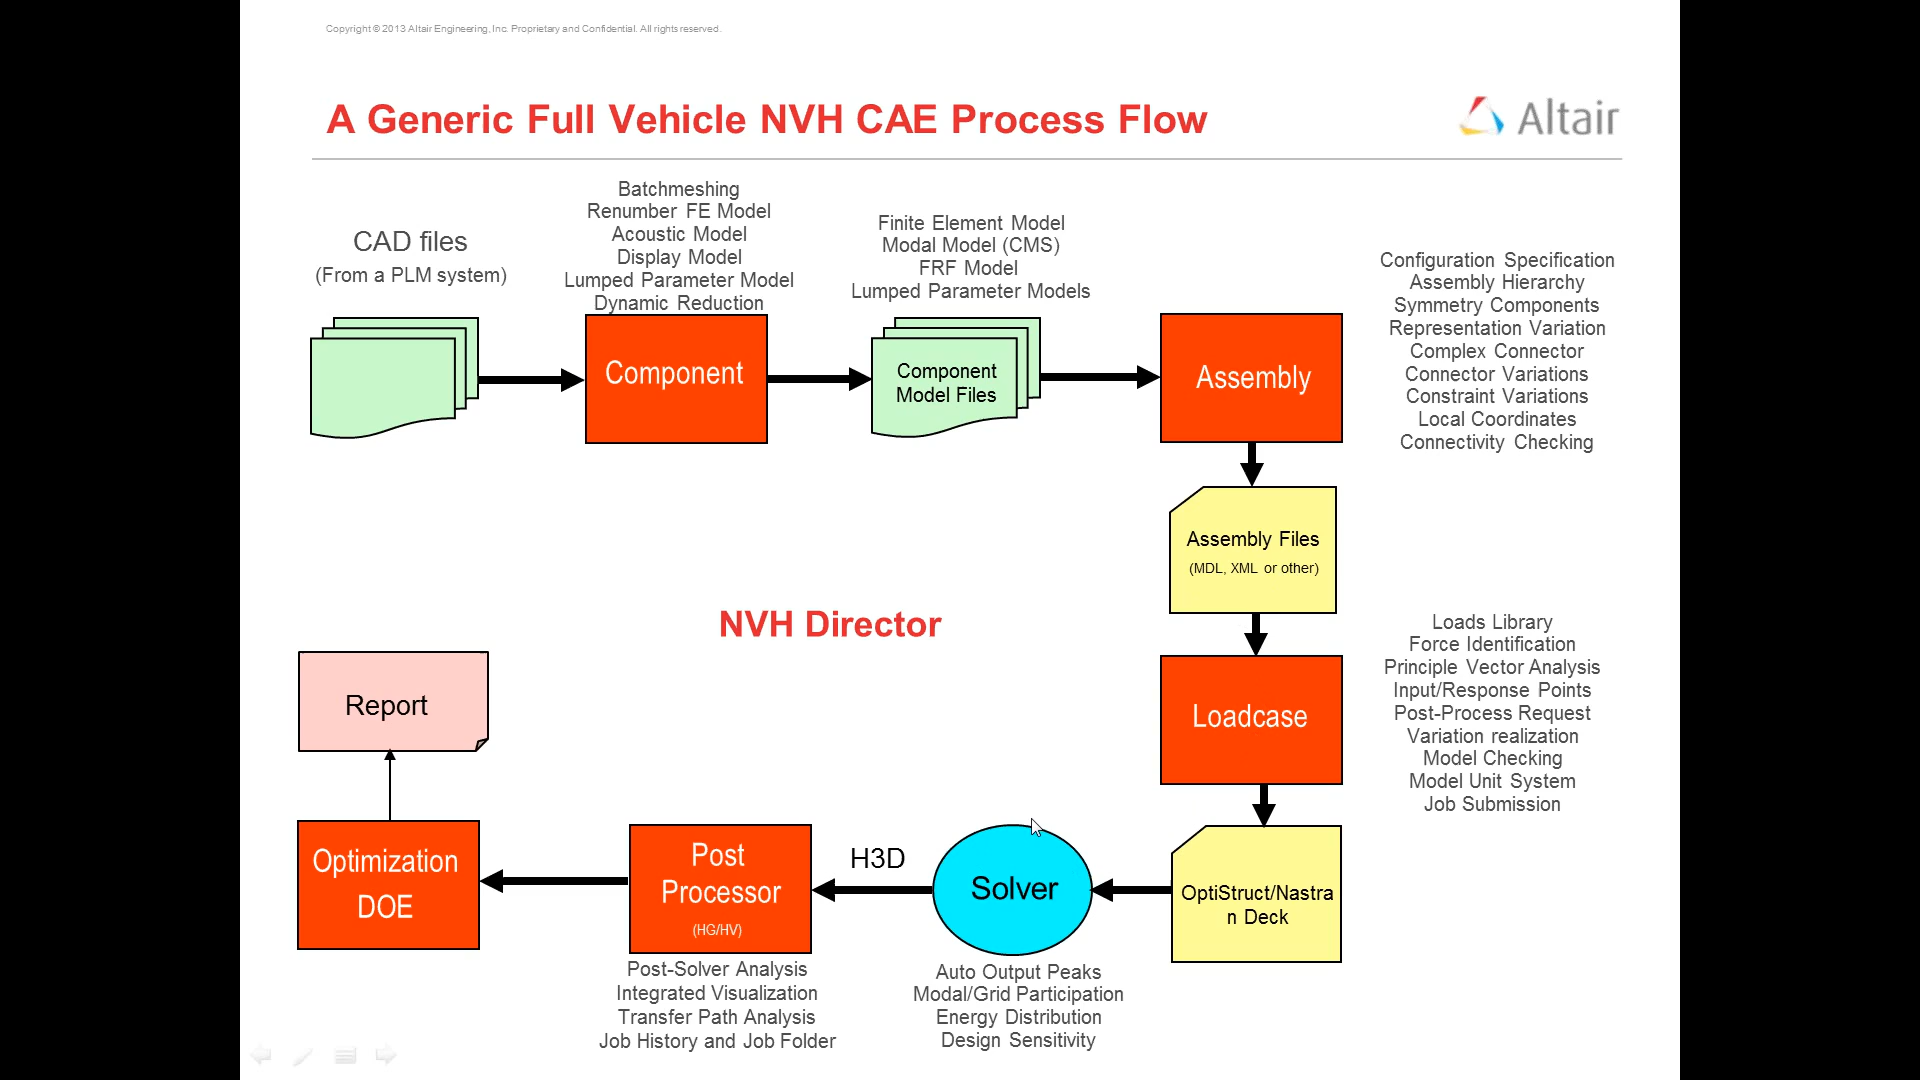 Copyright © 2013 Altair Engineering, Inc. Proprietary and Confidential. All rights reserved.
A Generic Full Vehicle NVH CAE Process Flow
Altair
CAD files
(From a PLM system)
Batchmeshing
Renumber FE Model
Acoustic Model
Display Model
Lumped Parameter Model
Dynamic Reduction
Finite Element Model
Modal Model (CMS)
FRF Model
Lumped Parameter Models
Configuration Specification
Assembly Hierarchy
Symmetry Components
Representation Variation
Complex Connector
Connector Variations
Constraint Variations
Local Coordinates
Connectivity Checking
Component
Component
Model Files
Assembly
Assembly Files
(MDL, XML or other)
NVH Director
Loads Library
Force Identification
Principle Vector Analysis
Input/Response Points
Post-Process Request
Variation realization
Model Checking
Model Unit System
Job Submission
Loadcase
Report
Optimization
DOE
Post
Processor
(HG/HV)
H3D
Solver
OptiStruct/Nastra
n Deck
Post-Solver Analysis
Integrated Visualization
Transfer Path Analysis
Job History and Job Folder
Auto Output Peaks
Modal/Grid Participation
Energy Distribution
Design Sensitivity